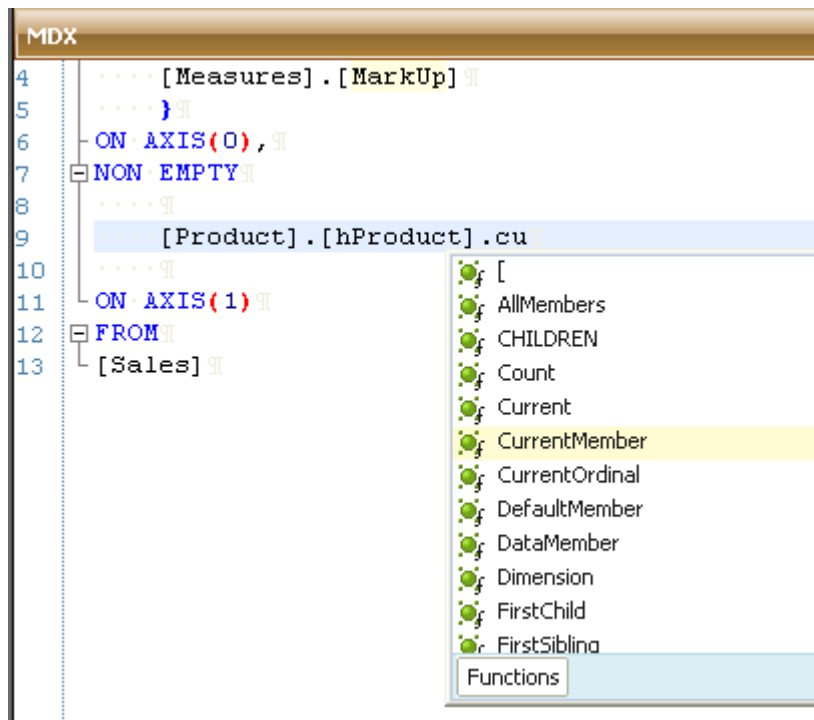 MDX
4 [Measures].[MarkUp]¶
5 }¶
6 ON AXIS(0),¶
7 NON EMPTY¶
8 ¶
9 [Product].[hProduct].cu¶
10 ¶
11 ON AXIS(1)¶
12 FROM¶
13 [Sales]¶
[
AllMembers
CHILDREN
Count
Current
CurrentMember
CurrentOrdinal
DefaultMember
DataMember
Dimension
FirstChild
FirstSibling
Functions